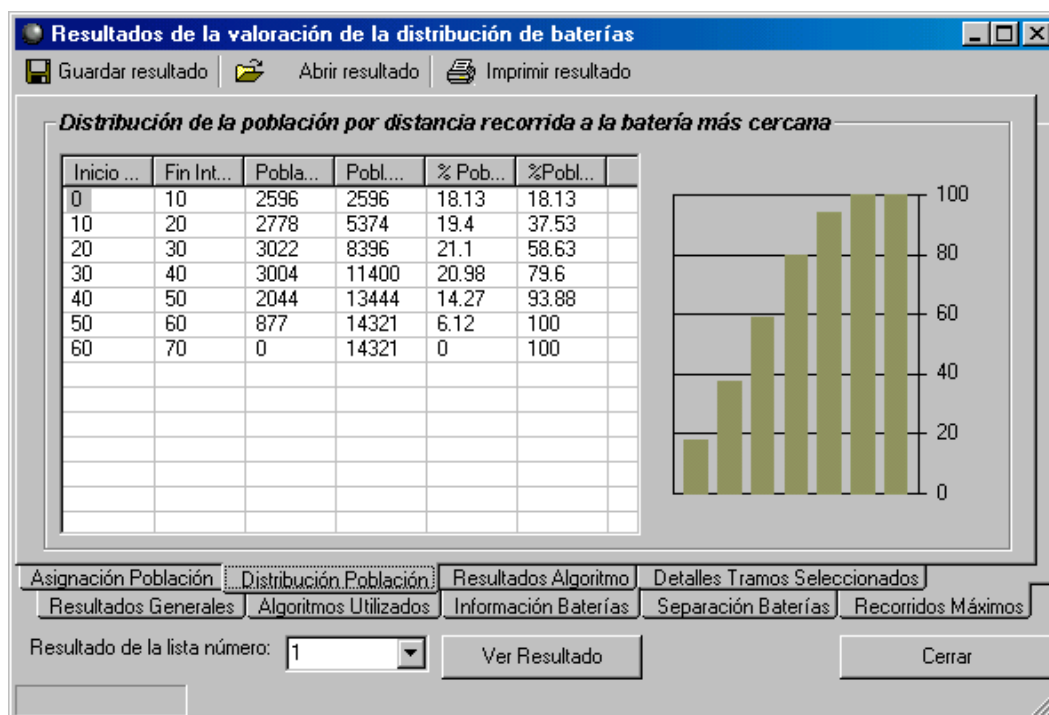 Resultados de la valoración de la distribución de baterías
Guardar resultado Abrir resultado Imprimir resultado
Distribución de la población por distancia recorrida a la batería más cercana
Inicio ... Fin Int... Pobla... Pobl.... % Pob... %Pobl...
0 10 2596 2596 18.13 18.13
10 20 2778 5374 19.4 37.53
20 30 3022 8396 21.1 58.63
30 40 3004 11400 20.98 79.6
40 50 2044 13444 14.27 93.88
50 60 877 14321 6.12 100
60 70 0 14321 0 100
100
80
60
40
20
0
Asignación Población Distribución Población Resultados Algoritmo Detalles Tramos Seleccionados
Resultados Generales Algoritmos Utilizados Información Baterías Separación Baterías Recorridos Máximos
Resultado de la lista número: 1 Ver Resultado Cerrar